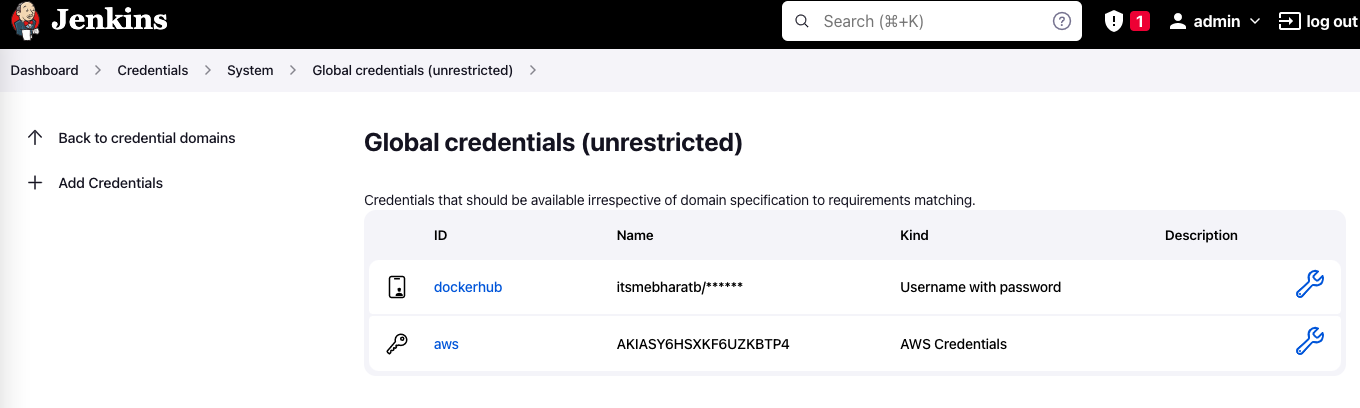 Jenkins
Search (⌘+K)
?
1
admin
log out
Dashboard > Credentials > System > Global credentials (unrestricted) >
Back to credential domains
Add Credentials
Global credentials (unrestricted)
Credentials that should be available irrespective of domain specification to requirements matching.
ID Name Kind Description
dockerhub itsmebharatb/****** Username with password
aws AKIASY6HSXKF6UZKBTP4 AWS Credentials